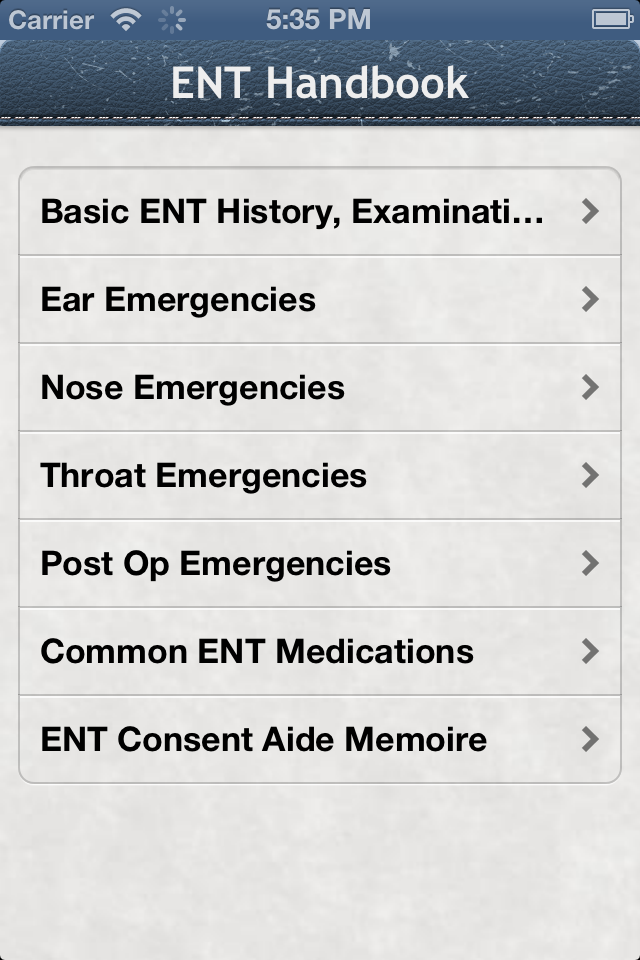 Carrier 5:35 PM
ENT Handbook
Basic ENT History, Examinati...
Ear Emergencies
Nose Emergencies
Throat Emergencies
Post Op Emergencies
Common ENT Medications
ENT Consent Aide Memoire